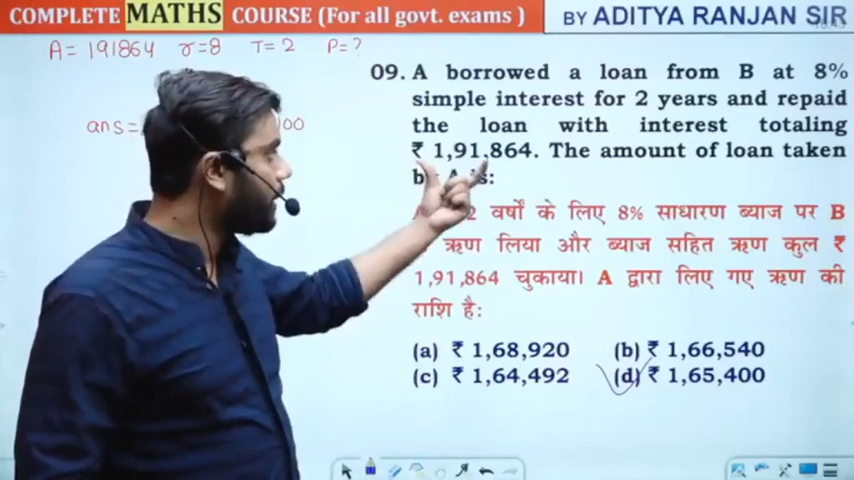 COMPLETE MATHS COURSE (For all govt. exams ) BY ADITYA RANJAN SIR
A= 191864 r=8 T=2 P=?
ans=
09. A borrowed a loan from B at 8%
simple interest for 2 years and repaid
the loan with interest totaling
₹ 1,91,864. The amount of loan taken
वर्षों के लिए 8% साधारण ब्याज पर B
ऋण लिया और ब्याज सहित ऋण कुल ₹
1,91,864 चुकाया। A द्वारा लिए गए ऋण की
राशि है:
(a) ₹ 1,68,920 (b) ₹ 1,66,540
(c) ₹ 1,64,492 (d) ₹ 1,65,400